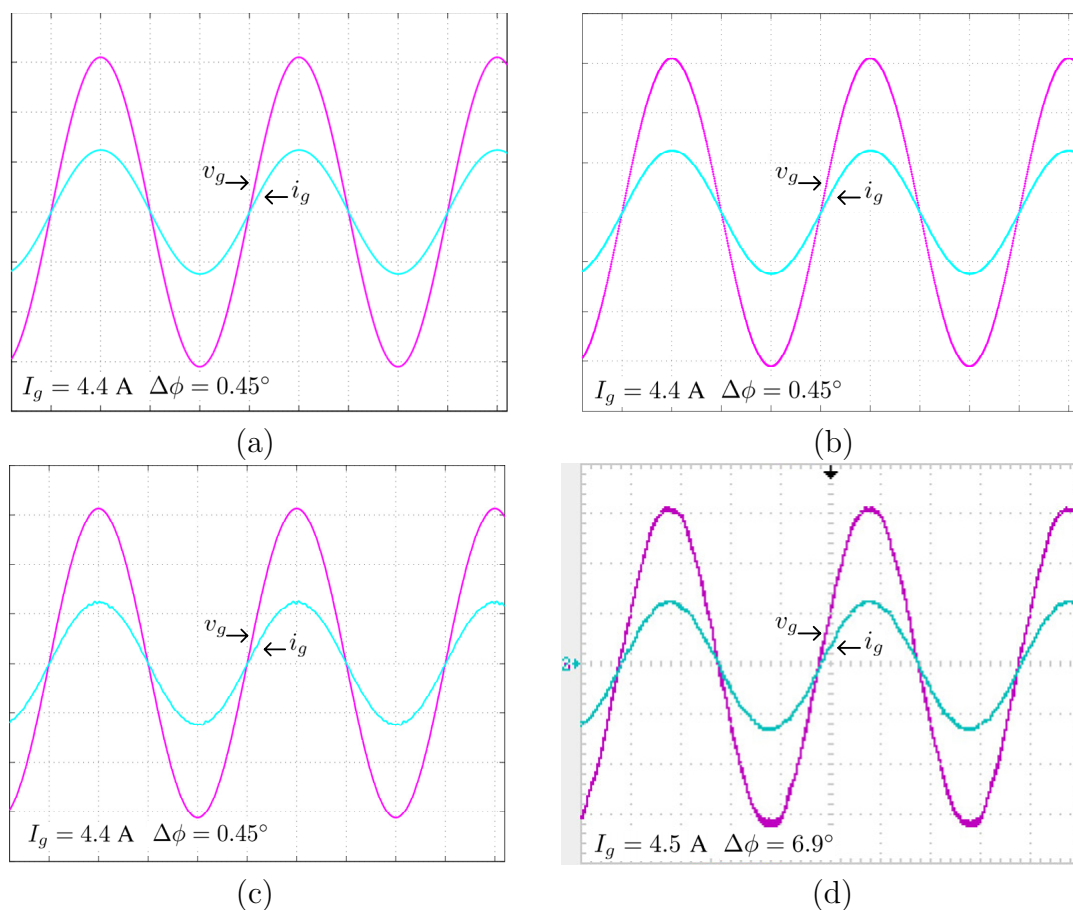 v_g
i_g
I_g = 4.4 A Δϕ = 0.45°
(a)
v_g
i_g
I_g = 4.4 A Δϕ = 0.45°
(b)
v_g
i_g
I_g = 4.4 A Δϕ = 0.45°
(c)
v_g
i_g
2
I_g = 4.5 A Δϕ = 6.9°
(d)